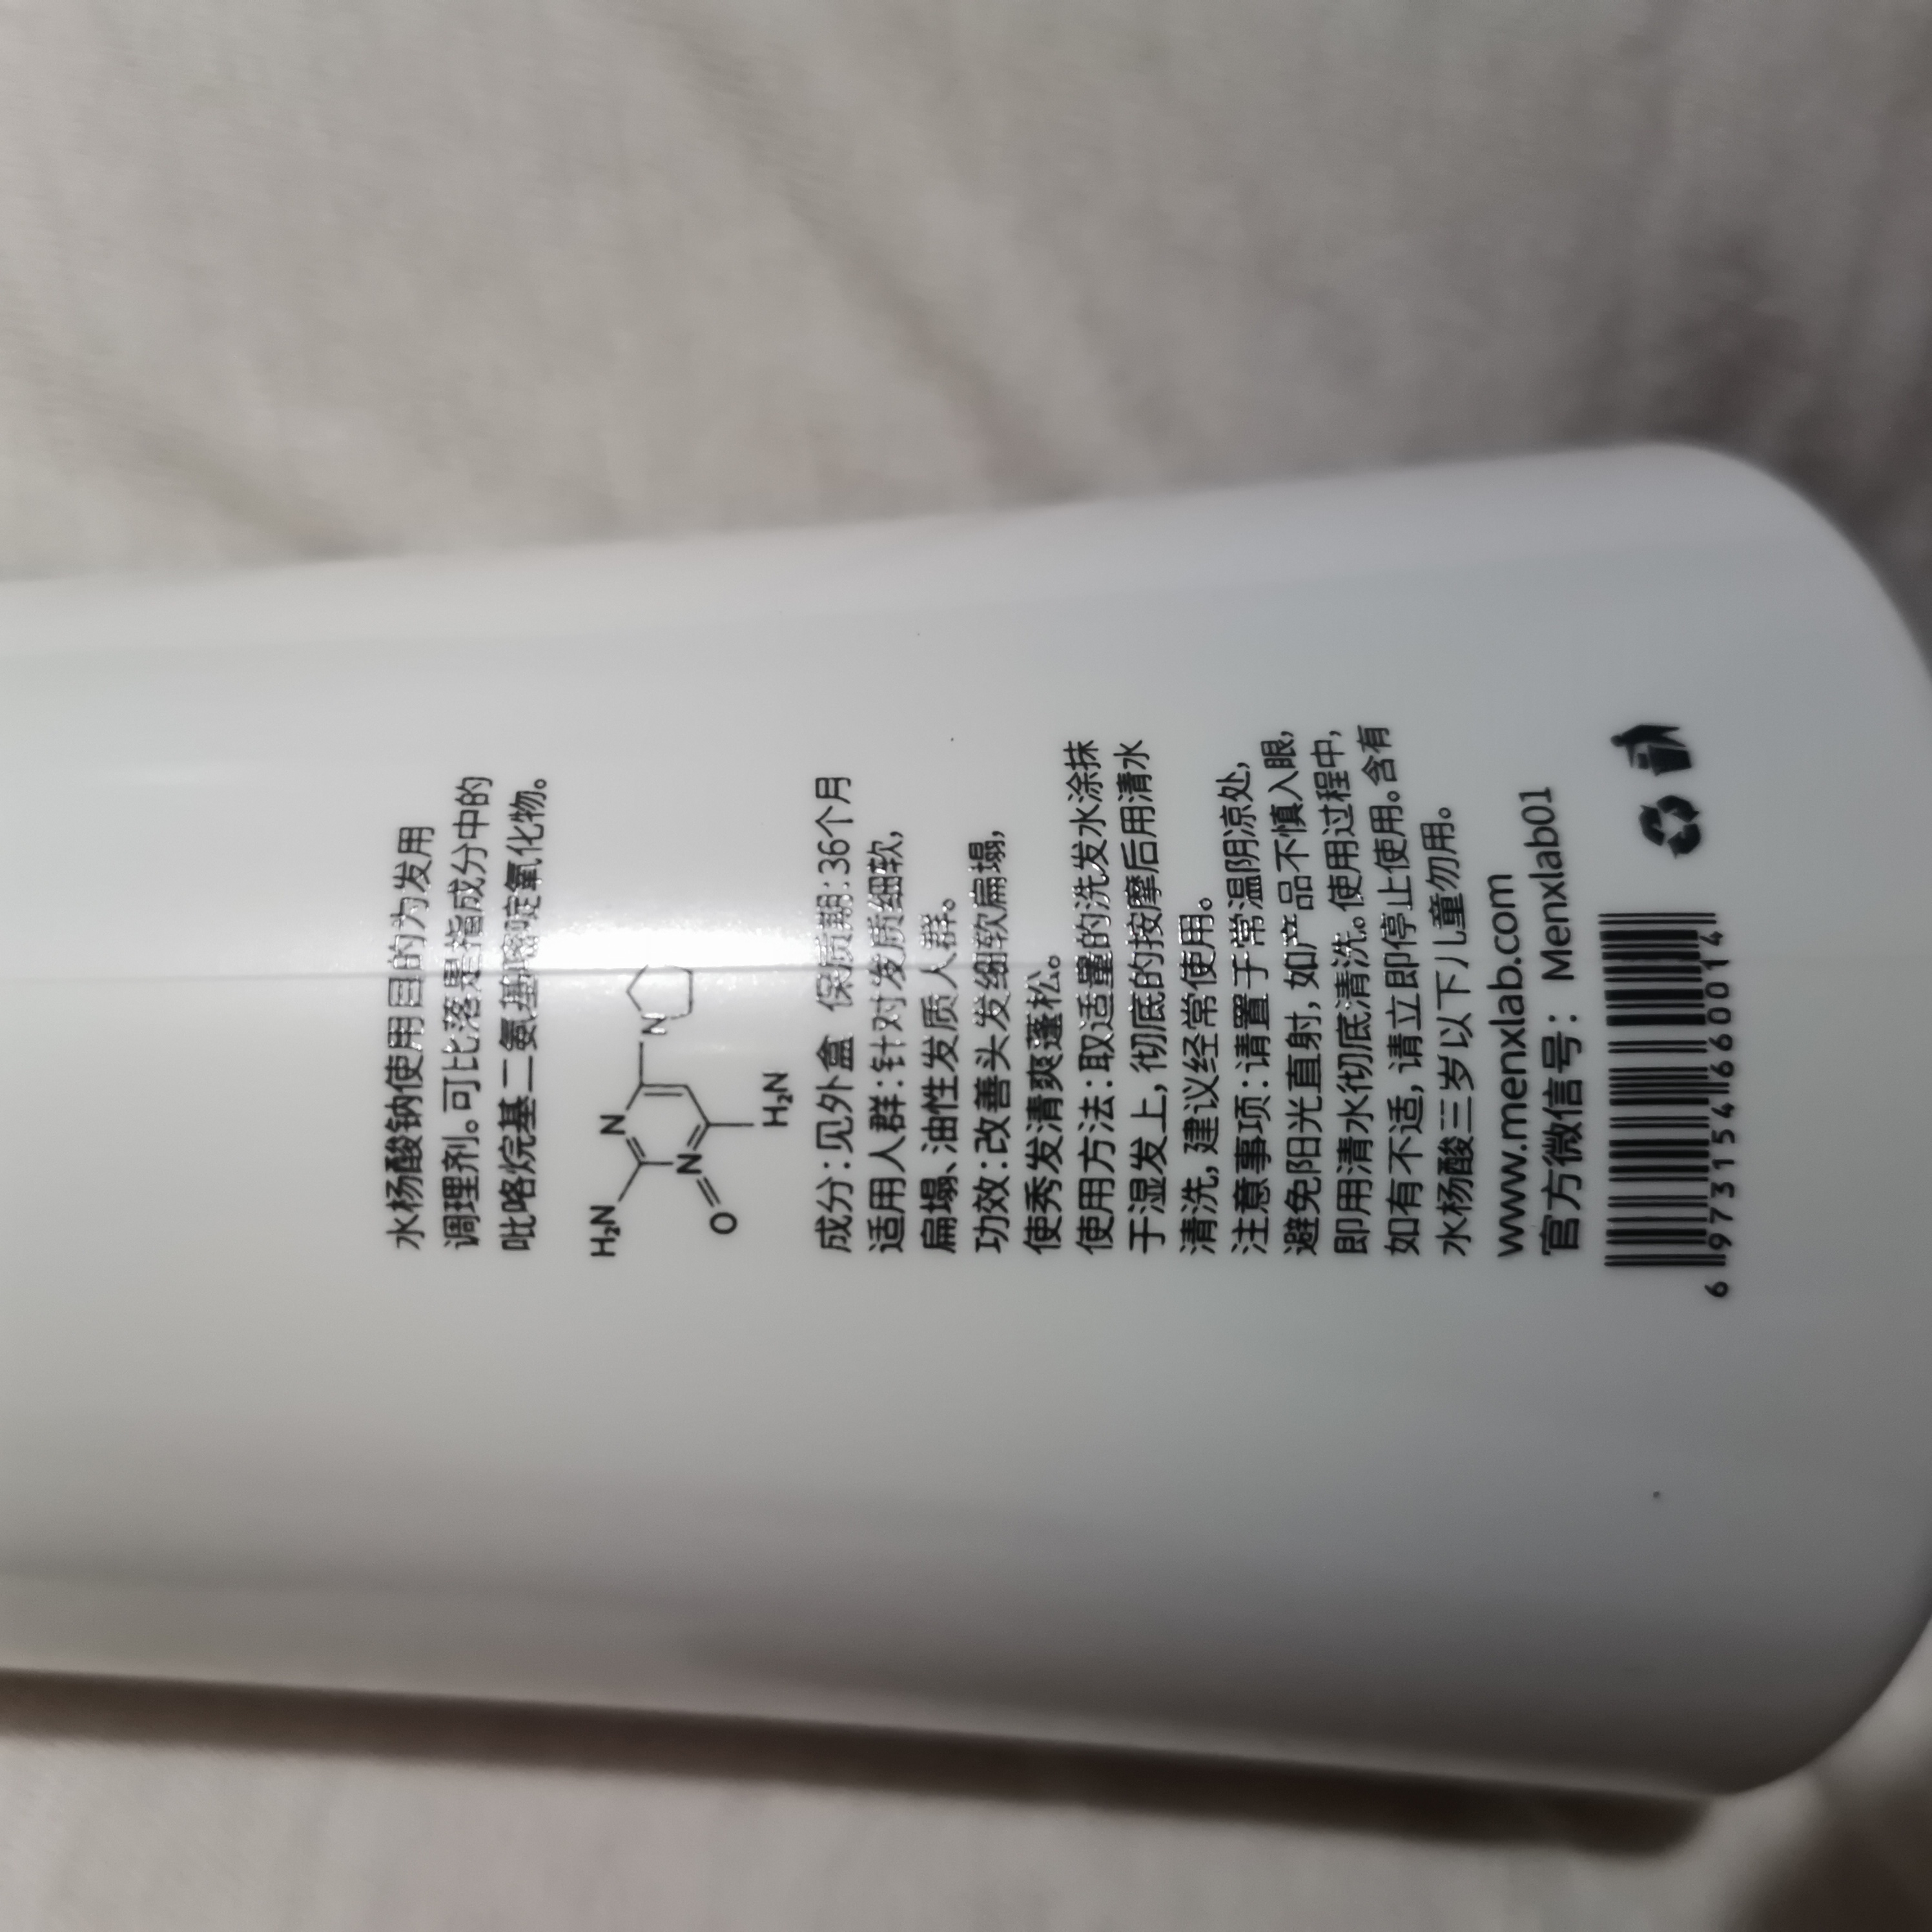 水杨酸钠使用目的为发用
调理剂。可比洛是指成分中的
吡咯烷基二氨基嘧啶氧化物。
H₂N
N
N
N
O
H₂N
成分：见外盒 保质期：36个月
适用人群：针对发质细软，
扁塌、油性发质人群。
功效：改善头发细软扁塌，
使秀发清爽蓬松。
使用方法：取适量的洗发水涂抹
于湿发上，彻底的按摩后用清水
清洗，建议经常使用。
注意事项：请置于常温阴凉处，
避免阳光直射，如产品不慎入眼，
即用清水彻底清洗。使用过程中，
如有不适，请立即停止使用。含有
水杨酸三岁以下儿童勿用。
www.menxlab.com
官方微信号： Menxlab01
6 973154 660014